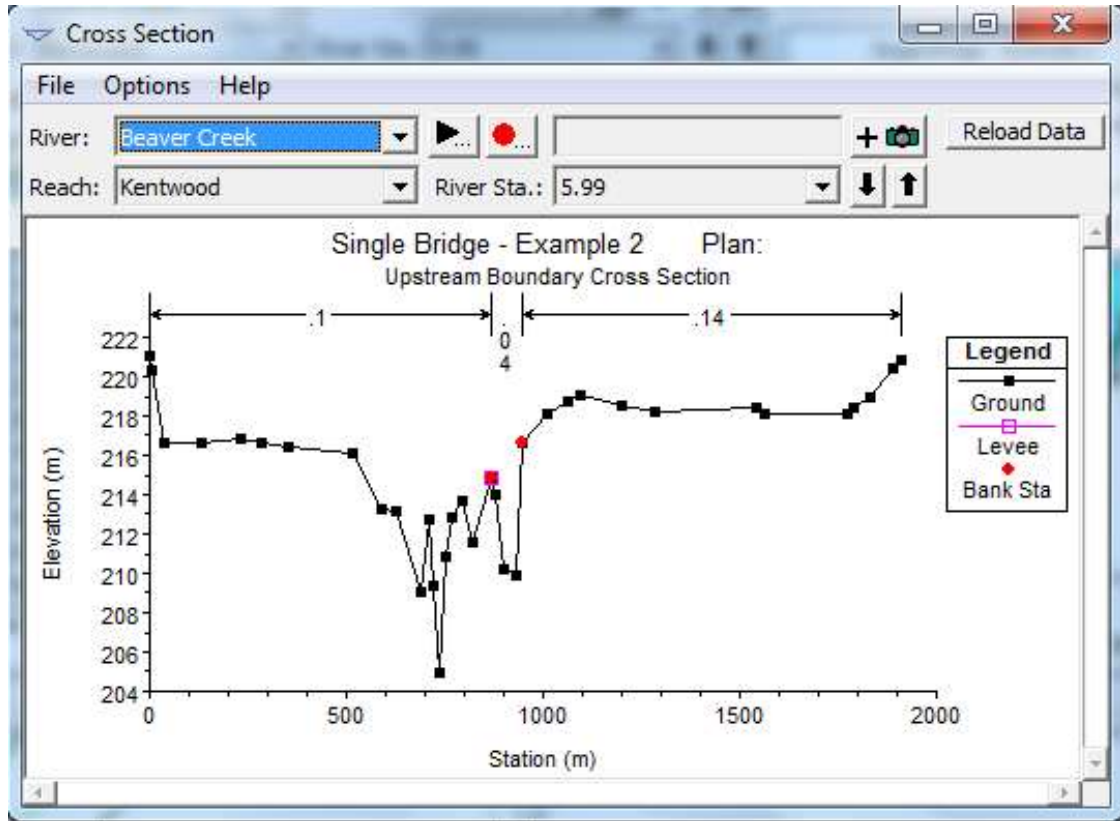 Cross Section
File Options Help
River: Beaver Creek ... ... Reload Data
Reach: Kentwood River Sta.: 5.99
Single Bridge - Example 2 Plan:
Upstream Boundary Cross Section
.1
.
0
4
.14
222
220
218
216
214
212
210
208
206
204
Elevation (m)
0 500 1000 1500 2000
Station (m)
Legend
Ground
Levee
Bank Sta